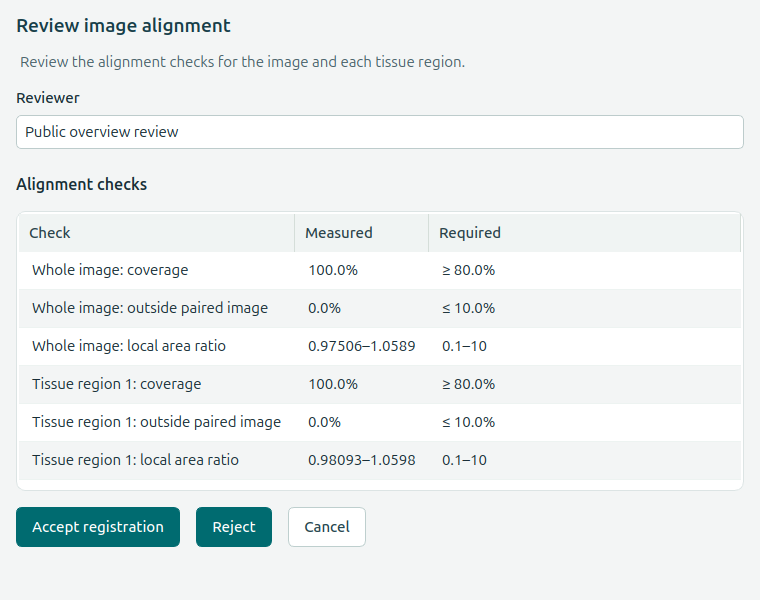 Review image alignment
Review the alignment checks for the image and each tissue region.
Reviewer
Public overview review
Alignment checks
Check Measured Required
Whole image: coverage 100.0% ≥ 80.0%
Whole image: outside paired image 0.0% ≤ 10.0%
Whole image: local area ratio 0.97506–1.0589 0.1–10
Tissue region 1: coverage 100.0% ≥ 80.0%
Tissue region 1: outside paired image 0.0% ≤ 10.0%
Tissue region 1: local area ratio 0.98093–1.0598 0.1–10
Accept registration Reject Cancel